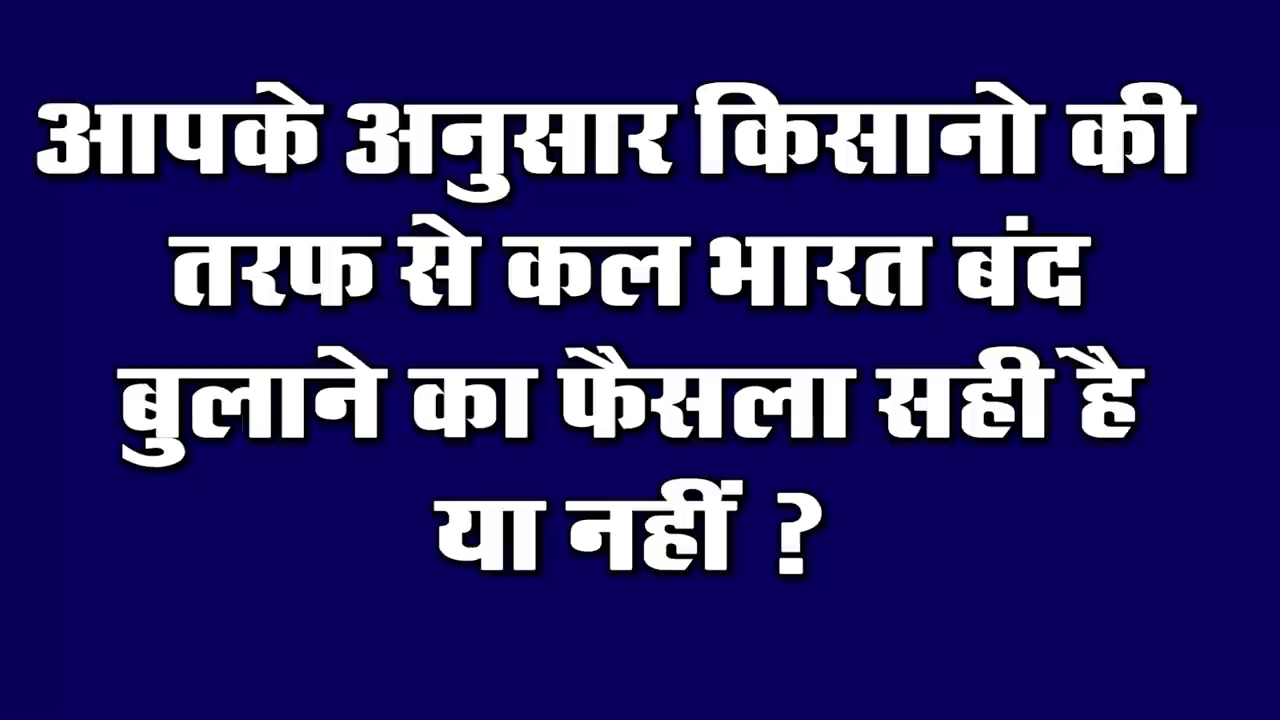 आपके अनुसार किसानो की
तरफ से कल भारत बंद
बुलाने का फैसला सही है
या नहीं ?